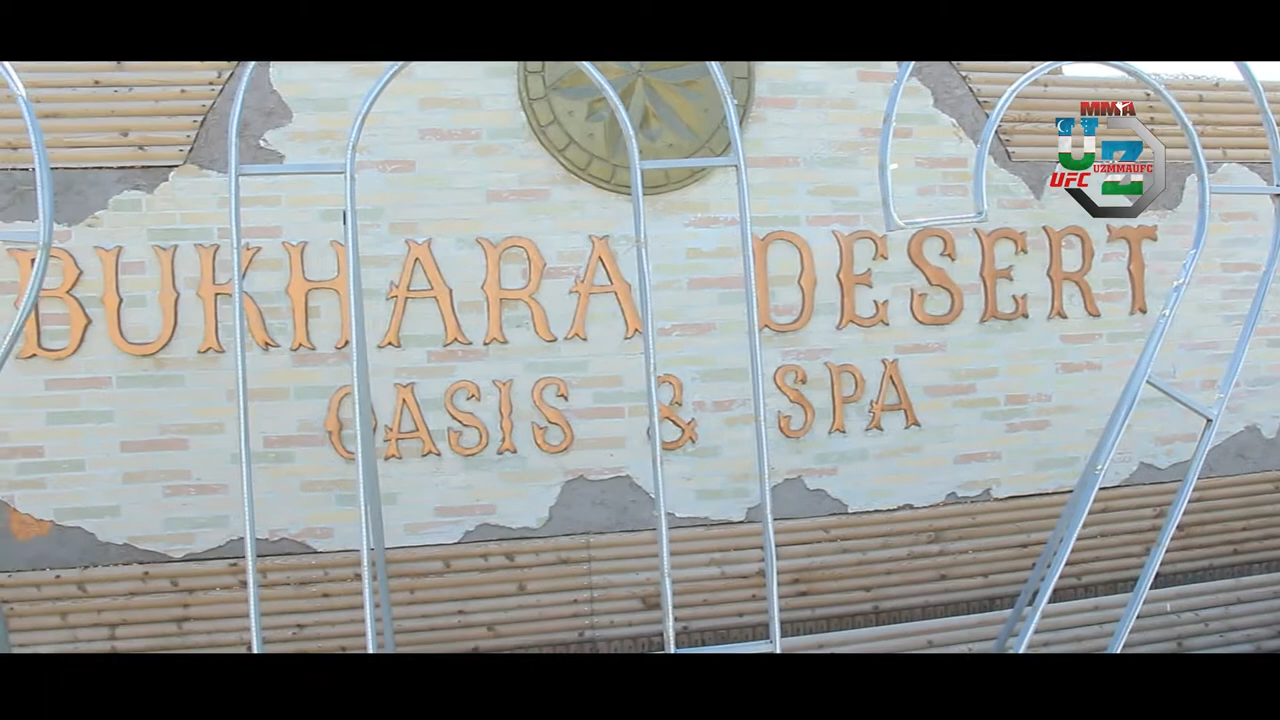 MMA
UZ
UZMMAUFC
UFC
BUKHARA DESERT
OASIS & SPA